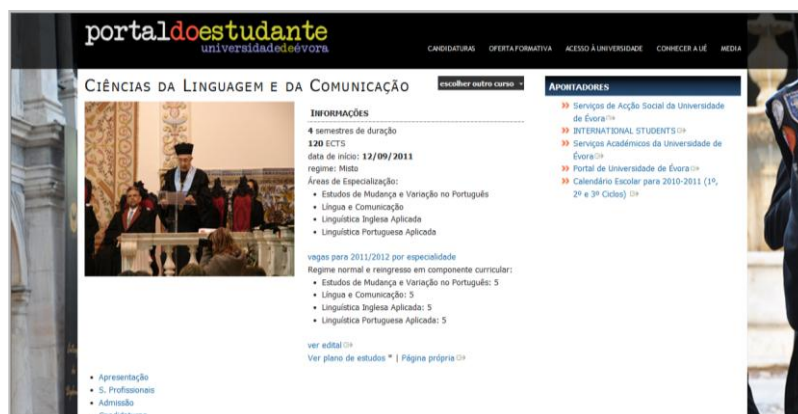 portaldoestudante
universidadedeévora
CANDIDATURAS OFERTA FORMATIVA ACESSO À UNIVERSIDADE CONHECER A UÉ MEDIA
CIÊNCIAS DA LINGUAGEM E DA COMUNICAÇÃO
escolher outro curso
INFORMAÇÕES
4 semestres de duração
120 ECTS
data de início: 12/09/2011
regime: Misto
Áreas de Especialização:
• Estudos de Mudança e Variação no Português
• Língua e Comunicação
• Linguística Inglesa Aplicada
• Linguística Portuguesa Aplicada
vagas para 2011/2012 por especialidade
Regime normal e reingresso em componente curricular:
• Estudos de Mudança e Variação no Português: 5
• Língua e Comunicação: 5
• Linguística Inglesa Aplicada: 5
• Linguística Portuguesa Aplicada: 5
ver edital
Ver plano de estudos * | Página própria
APONTADORES
Serviços de Acção Social da Universidade
de Évora
INTERNATIONAL STUDENTS
Serviços Académicos da Universidade de
Évora
Portal de Universidade de Évora
Calendário Escolar para 2010-2011 (1º,
2º e 3º Ciclos)
• Apresentação
• S. Profissionais
• Admissão